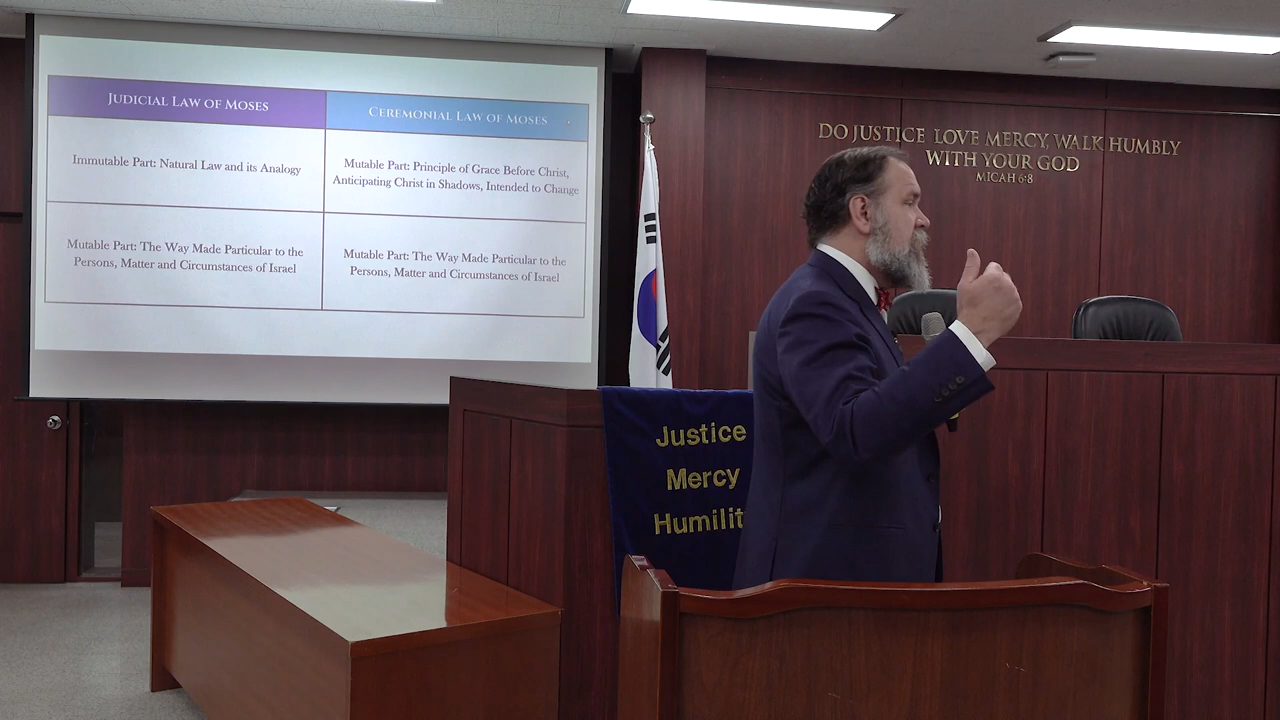 JUDICIAL LAW OF MOSES
CEREMONIAL LAW OF MOSES
Immutable Part: Natural Law and its Analogy
Mutable Part: Principle of Grace Before Christ,
Anticipating Christ in Shadows, Intended to Change
Mutable Part: The Way Made Particular to the
Persons, Matter and Circumstances of Israel
Mutable Part: The Way Made Particular to the
Persons, Matter and Circumstances of Israel
DO JUSTICE LOVE MERCY, WALK HUMBLY
WITH YOUR GOD
MICAH 6:8
Justice
Mercy
Humilit